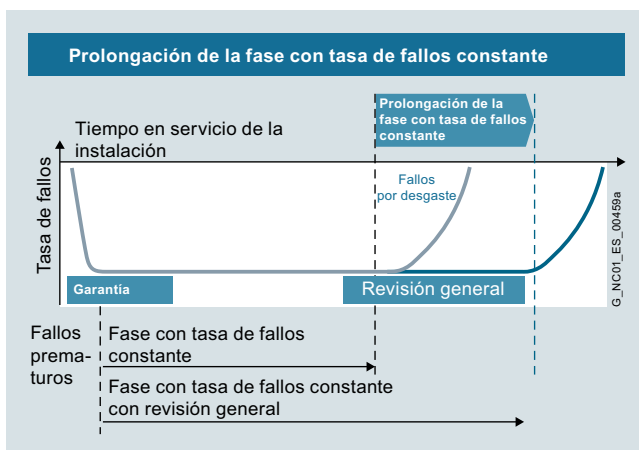 Prolongación de la fase con tasa de fallos constante
Prolongación de la
fase con tasa de fallos
constante
Tiempo en servicio de la
instalación
Tasa de fallos
Fallos
por desgaste
G_NC01_ES_00459a
Garantía
Revisión general
Fallos
prema-
turos
Fase con tasa de fallos
constante
Fase con tasa de fallos constante
con revisión general